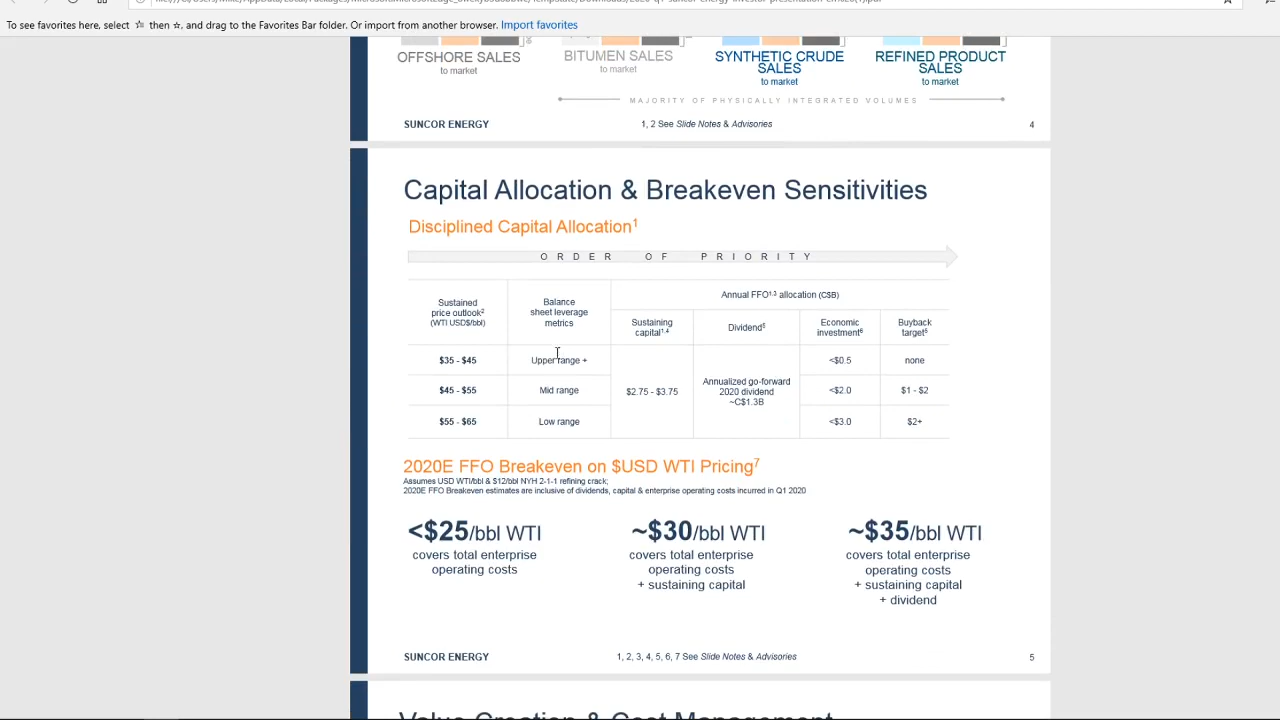 To see favorites here, select ☆ then ☆, and drag to the Favorites Bar folder. Or import from another browser. Import favorites
OFFSHORE SALES
to market
BITUMEN SALES
to market
SYNTHETIC CRUDE
SALES
to market
REFINED PRODUCT
SALES
to market
MAJORITY OF PHYSICALLY INTEGRATED VOLUMES
SUNCOR ENERGY
1, 2 See Slide Notes & Advisories
4
Capital Allocation & Breakeven Sensitivities
Disciplined Capital Allocation1
ORDER OF PRIORITY
Sustained
price outlook2
(WTI USD$/bbl)
Balance
sheet leverage
metrics
Annual FFO1,3 allocation (C$B)
Sustaining
capital1,4
Dividend5
Economic
investment6
Buyback
target5
$35 - $45
Upper range +
<$0.5
none
$45 - $55
Mid range
$2.75 - $3.75
Annualized go-forward
2020 dividend
~C$1.3B
<$2.0
$1 - $2
$55 - $65
Low range
<$3.0
$2+
2020E FFO Breakeven on $USD WTI Pricing7
Assumes USD WTI/bbl & $12/bbl NYH 2-1-1 refining crack;
2020E FFO Breakeven estimates are inclusive of dividends, capital & enterprise operating costs incurred in Q1 2020
<$25/bbl WTI
covers total enterprise
operating costs
~$30/bbl WTI
covers total enterprise
operating costs
+ sustaining capital
~$35/bbl WTI
covers total enterprise
operating costs
+ sustaining capital
+ dividend
SUNCOR ENERGY
1, 2, 3, 4, 5, 6, 7 See Slide Notes & Advisories
5
Value Creation & Cost Management